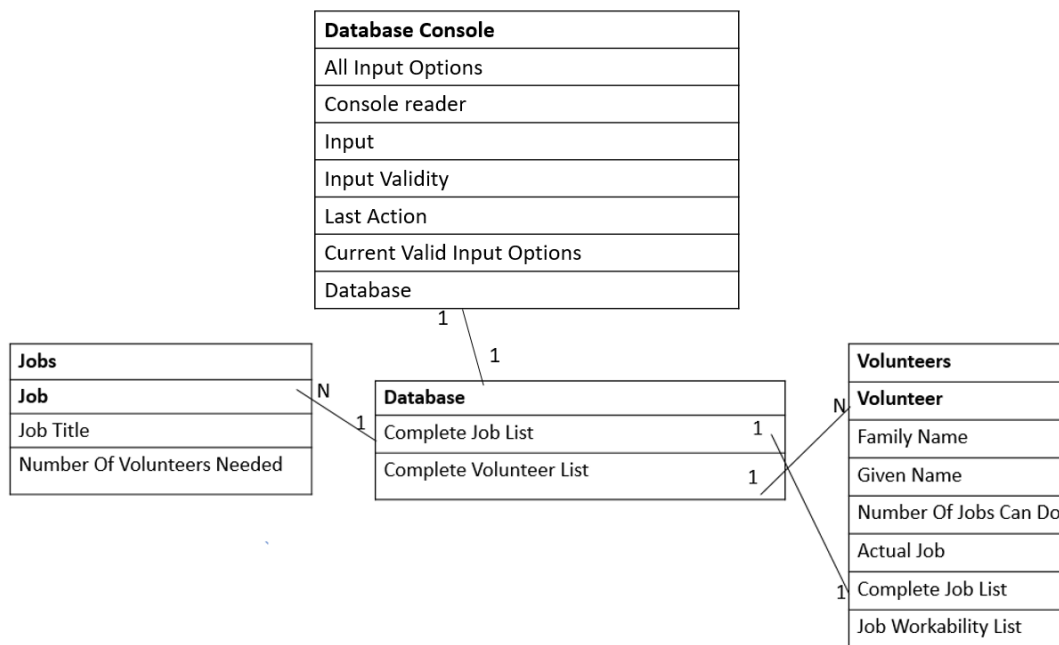 Database Console
All Input Options
Console reader
Input
Input Validity
Last Action
Current Valid Input Options
Database
1
1
Jobs
Job
Job Title
Number Of Volunteers Needed
N
1
Database
Complete Job List
1
Complete Volunteer List
1
N
1
Volunteers
Volunteer
Family Name
Given Name
Number Of Jobs Can Do
Actual Job
Complete Job List
Job Workability List